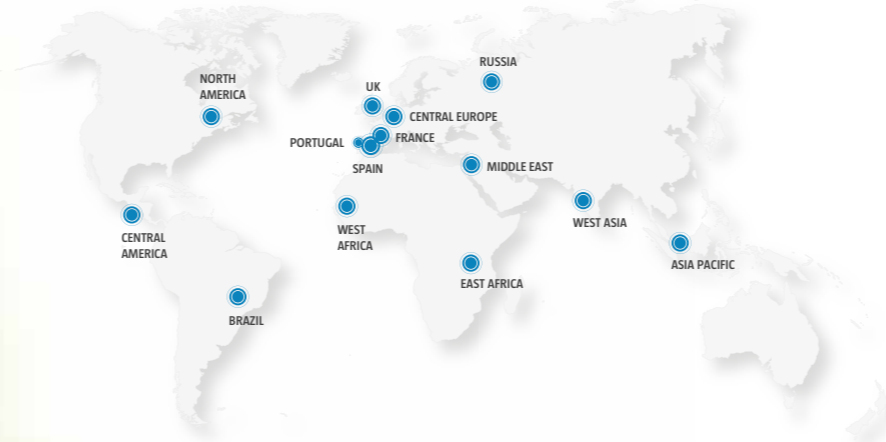 RUSSIA
NORTH
AMERICA
UK
CENTRAL EUROPE
PORTUGAL
FRANCE
SPAIN
MIDDLE EAST
WEST ASIA
WEST
AFRICA
CENTRAL
AMERICA
ASIA PACIFIC
EAST AFRICA
BRAZIL